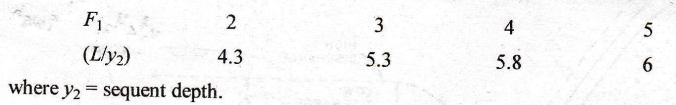 F₁ 2 3 4 5
(L/y₂) 4.3 5.3 5.8 6
where y₂ = sequent depth.